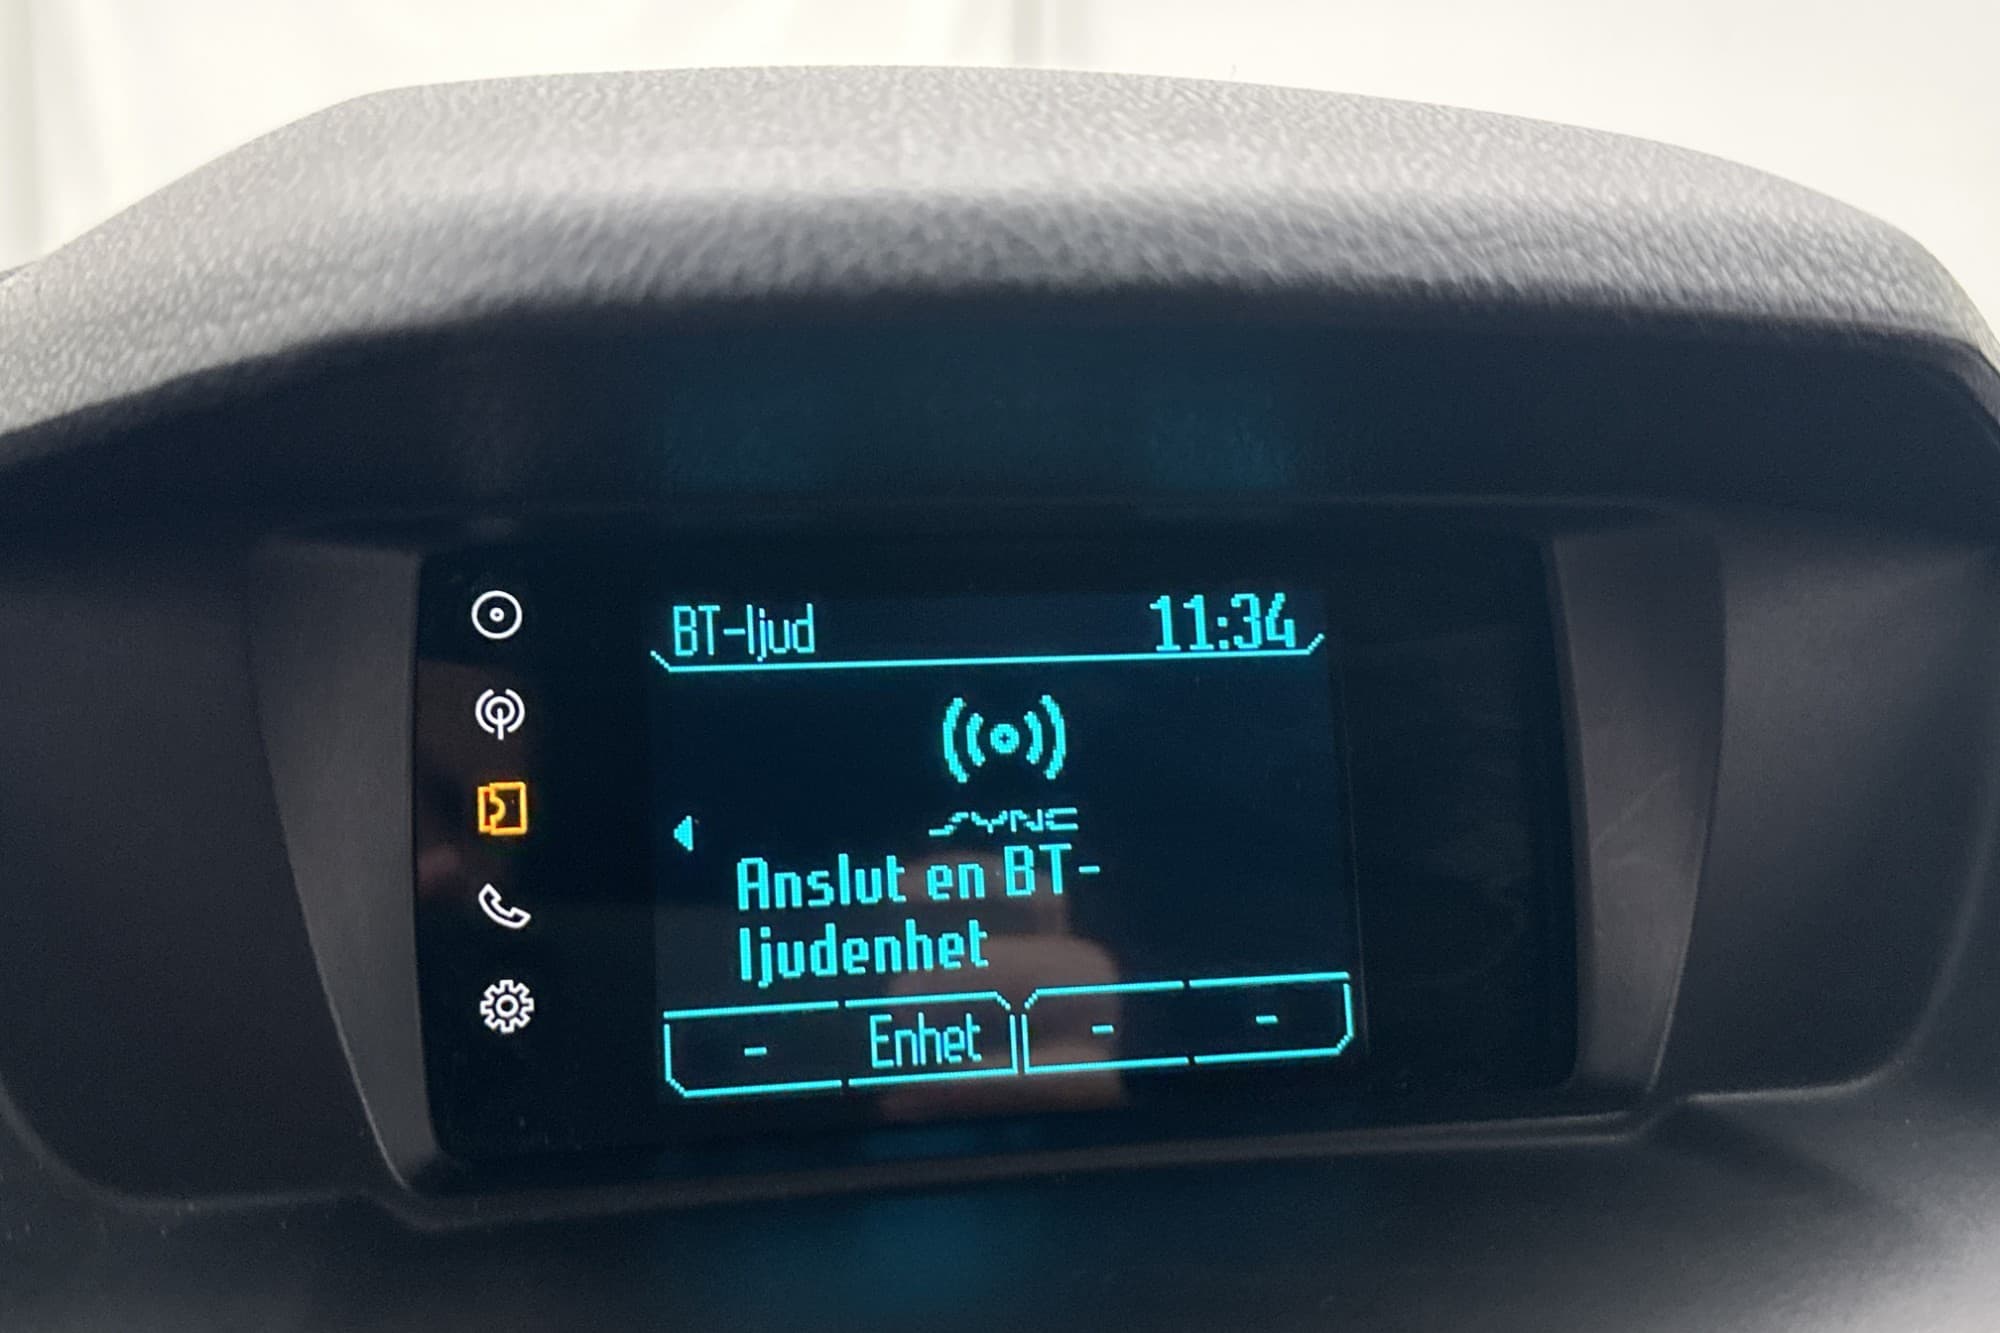 BT-ljud 11:34
SYNC
Anslut en BT-
ljudenhet
- Enhet - -